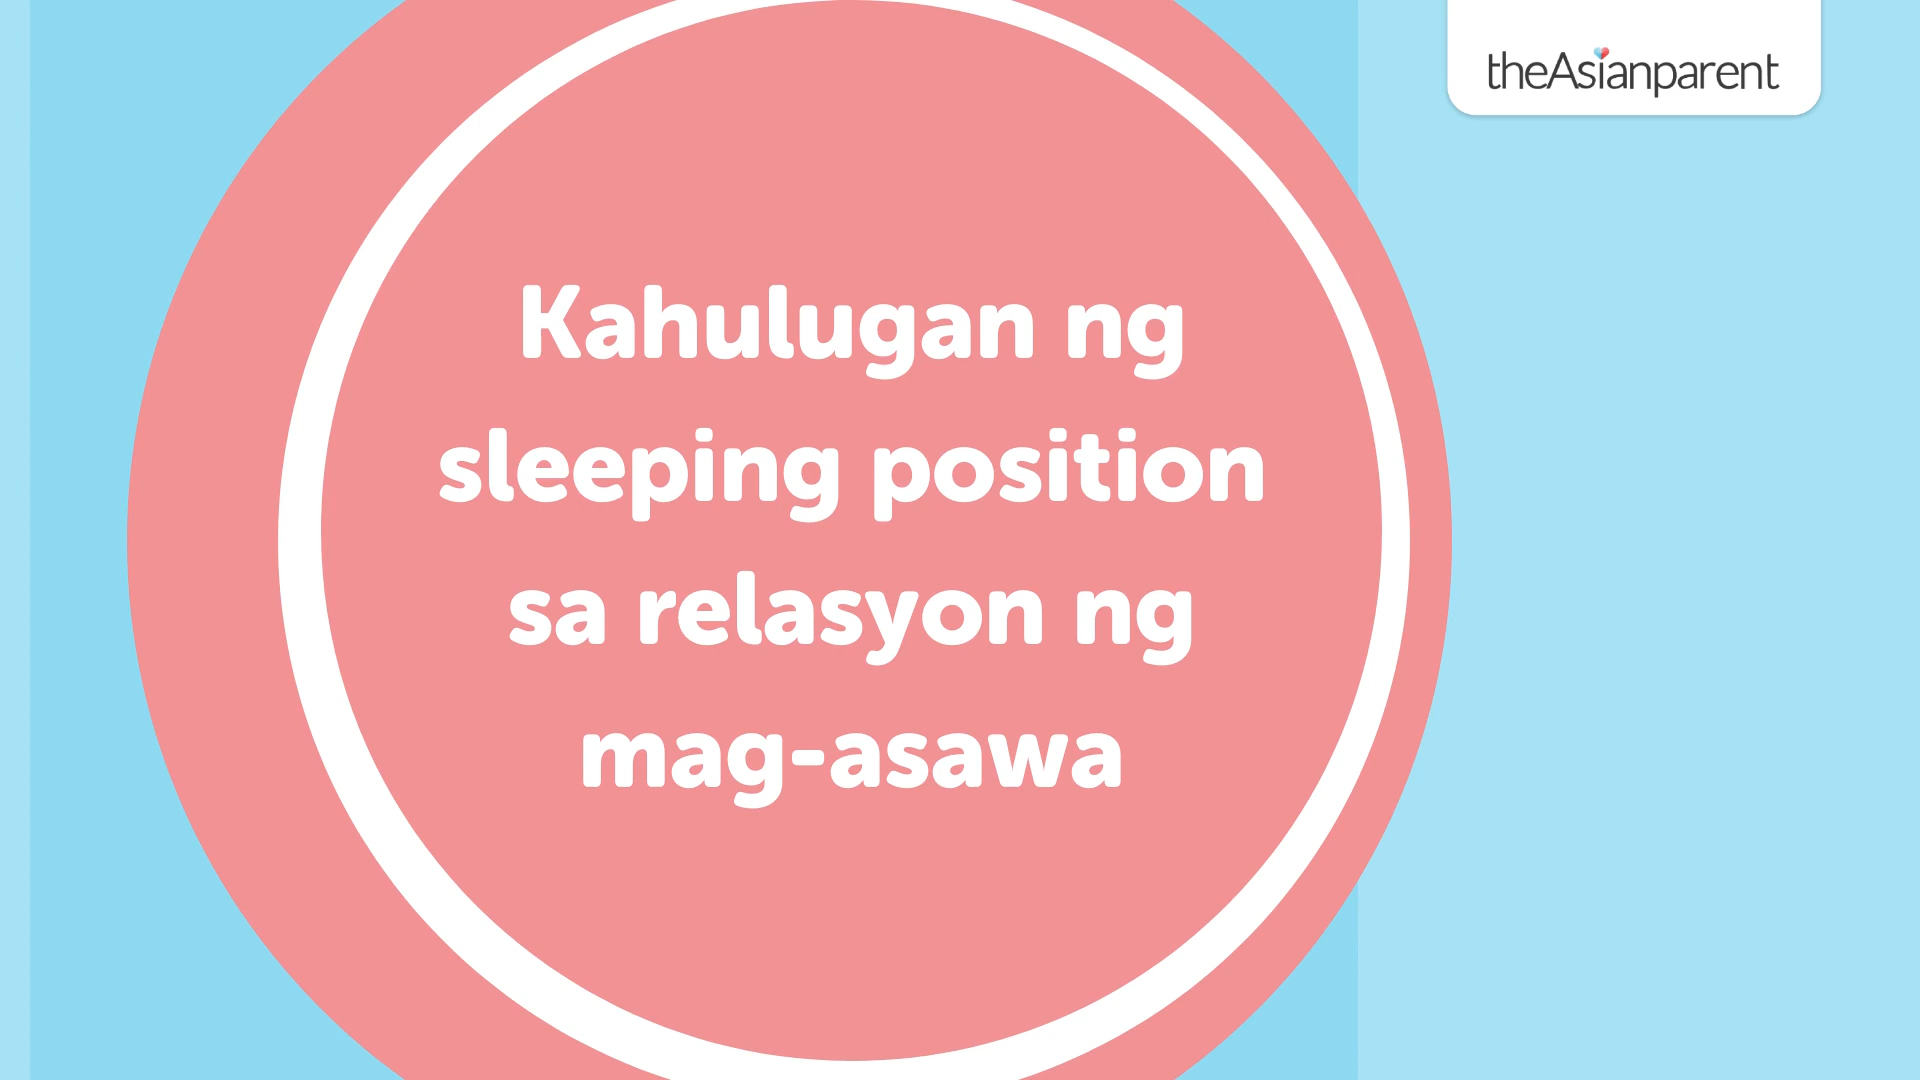 theAsianparent
Kahulugan ng
sleeping position
sa relasyon ng
mag-asawa